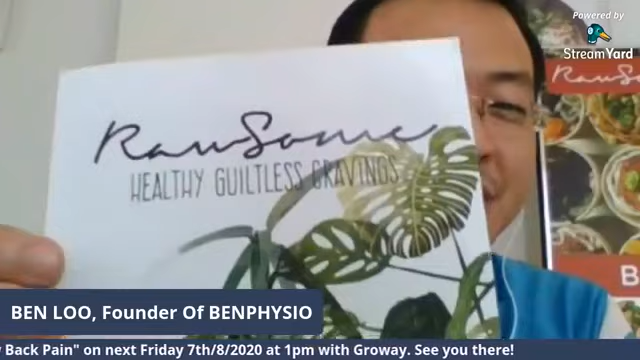 Powered by
StreamYard
RawSome
HEALTHY GUILTLESS CRAVINGS
BEN LOO, Founder Of BENPHYSIO
Back Pain" on next Friday 7th/8/2020 at 1pm with Groway. See you there!